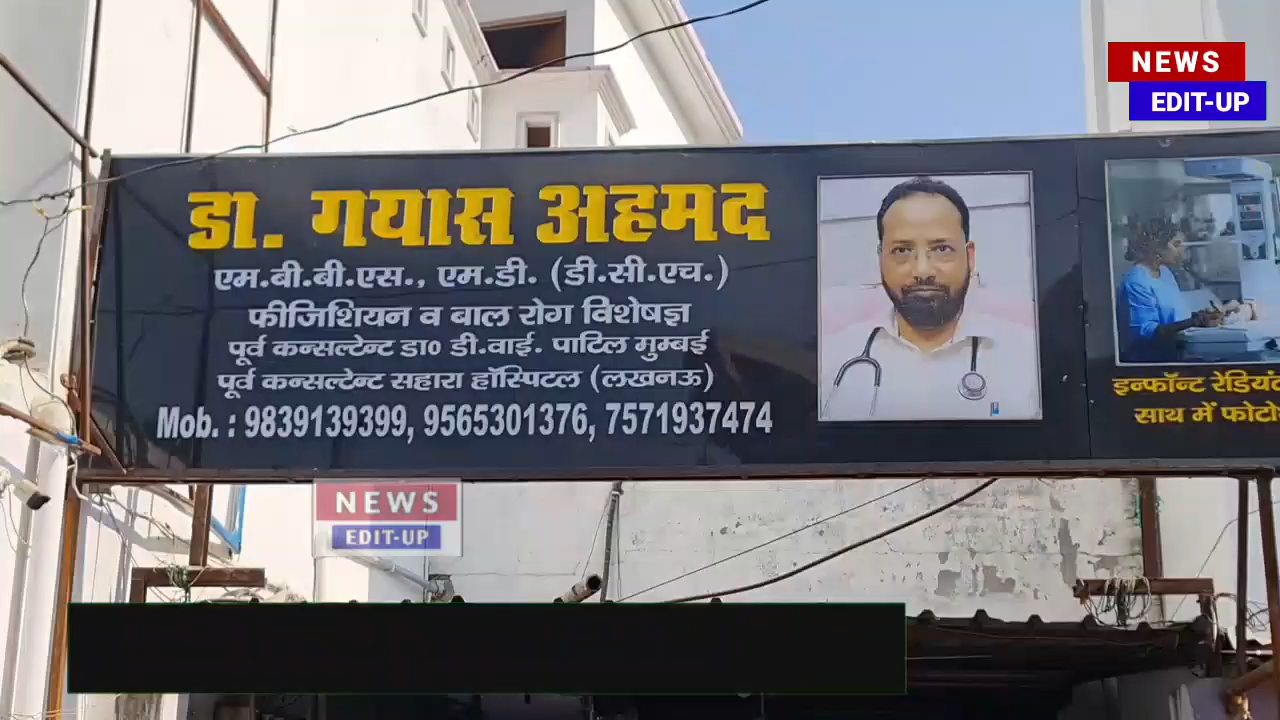 NEWS
EDIT-UP
डा. गयास अहमद
एम.बी.बी.एस., एम.डी. (डी.सी.एच.)
फीजिशियन व बाल रोग विशेषज्ञ
पूर्व कन्सल्टेन्ट डा० डी.वाई. पाटिल मुम्बई
पूर्व कन्सल्टेन्ट सहारा हॉस्पिटल (लखनऊ)
Mob. : 9839139399, 9565301376, 7571937474
इन्फॉन्ट
साथ में
NEWS
EDIT-UP